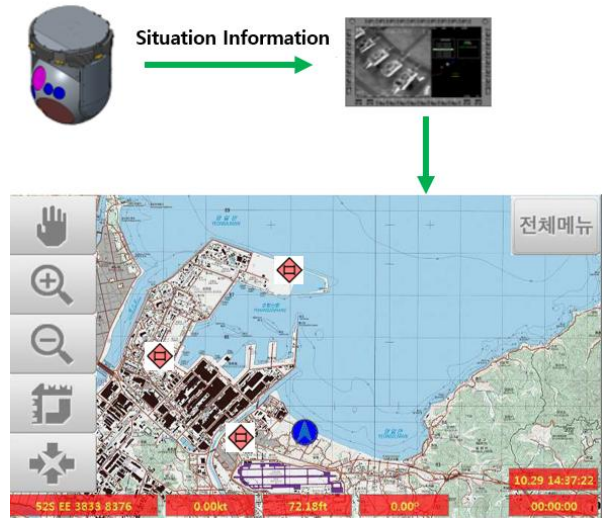 Situation Information
전체메뉴
10.29 14:37:22
52S EE 3833 8376
0.00kt
72.18ft
0.00º
00:00:00